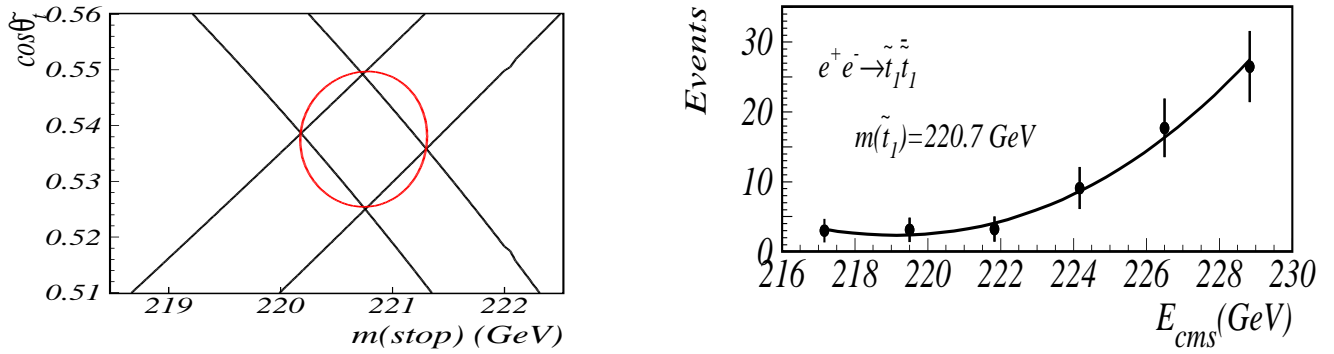 cosθ̃t
0.56
0.55
0.54
0.53
0.52
0.51
219
220
221
222
m(stop) (GeV)
Events
30
20
10
0
e⁺ e⁻→t̃₁t̃̄₁
m(t̃₁)=220.7 GeV
216 218 220 222 224 226 228 230
E_cms(GeV)